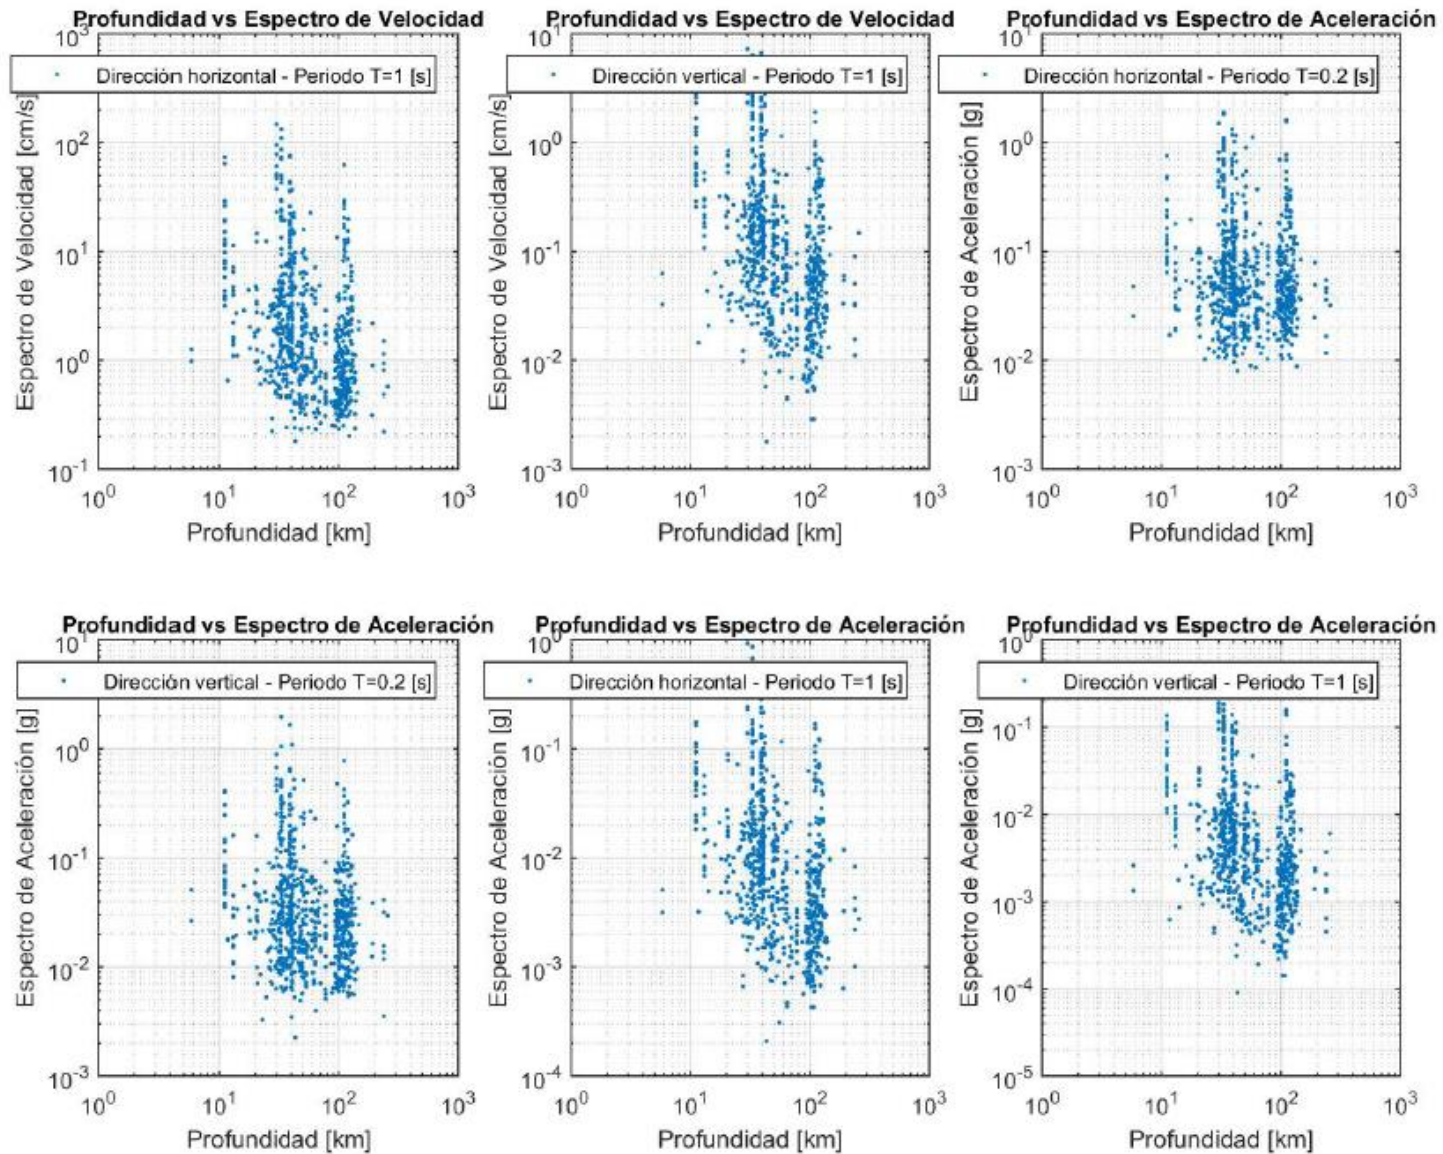 Profundidad vs Espectro de Velocidad
Dirección horizontal - Periodo T=1 [s]
Espectro de Velocidad [cm/s]
10^3
10^2
10^1
10^0
10^-1
10^0 10^1 10^2 10^3
Profundidad [km]
Profundidad vs Espectro de Velocidad
Dirección vertical - Periodo T=1 [s]
Espectro de Velocidad [cm/s]
10^1
10^0
10^-1
10^-2
10^-3
10^0 10^1 10^2 10^3
Profundidad [km]
Profundidad vs Espectro de Aceleración
Dirección horizontal - Periodo T=0.2 [s]
Espectro de Aceleración [g]
10^1
10^0
10^-1
10^-2
10^-3
10^0 10^1 10^2 10^3
Profundidad [km]
Profundidad vs Espectro de Aceleración
Dirección vertical - Periodo T=0.2 [s]
Espectro de Aceleración [g]
10^1
10^0
10^-1
10^-2
10^-3
10^0 10^1 10^2 10^3
Profundidad [km]
Profundidad vs Espectro de Aceleración
Dirección horizontal - Periodo T=1 [s]
Espectro de Aceleración [g]
10^0
10^-1
10^-2
10^-3
10^-4
10^0 10^1 10^2 10^3
Profundidad [km]
Profundidad vs Espectro de Aceleración
Dirección vertical - Periodo T=1 [s]
Espectro de Aceleración [g]
10^0
10^-1
10^-2
10^-3
10^-4
10^-5
10^0 10^1 10^2 10^3
Profundidad [km]